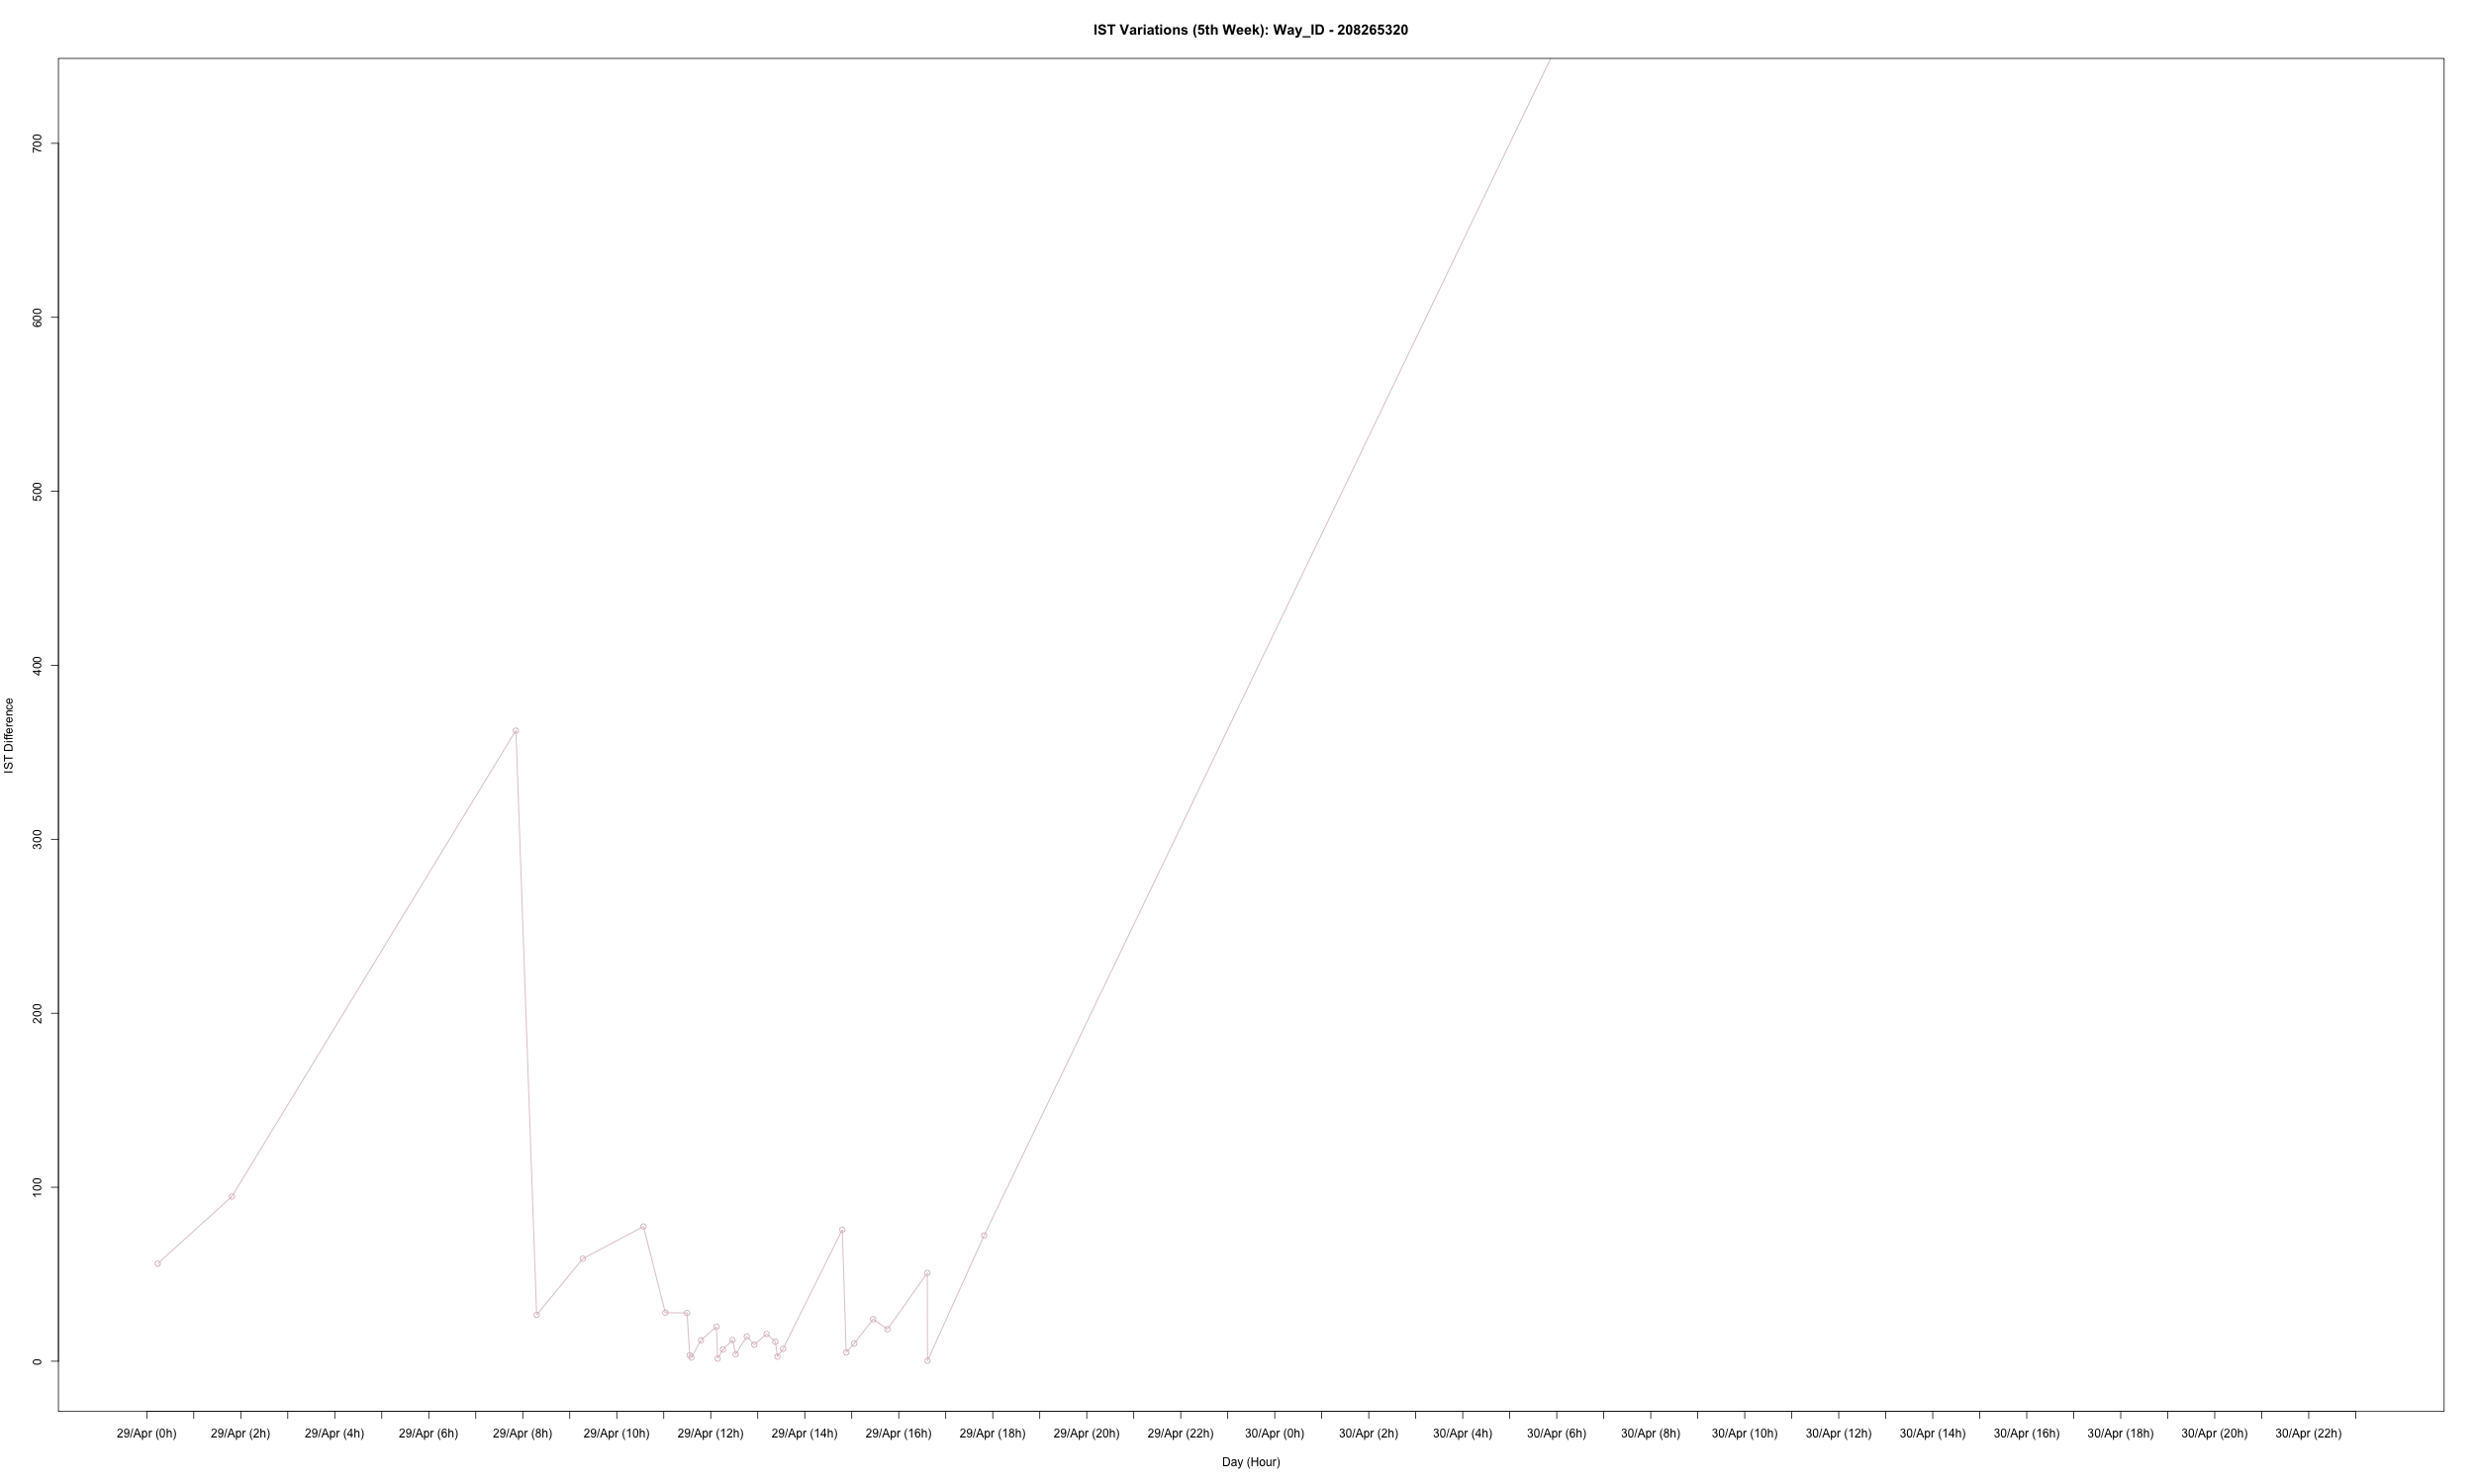 IST Variations (5th Week): Way_ID - 208265320
700
600
500
400
300
200
100
0
IST Difference
29/Apr (0h) 29/Apr (2h) 29/Apr (4h) 29/Apr (6h) 29/Apr (8h) 29/Apr (10h) 29/Apr (12h) 29/Apr (14h) 29/Apr (16h) 29/Apr (18h) 29/Apr (20h) 29/Apr (22h) 30/Apr (0h) 30/Apr (2h) 30/Apr (4h) 30/Apr (6h) 30/Apr (8h) 30/Apr (10h) 30/Apr (12h) 30/Apr (14h) 30/Apr (16h) 30/Apr (18h) 30/Apr (20h) 30/Apr (22h)
Day (Hour)